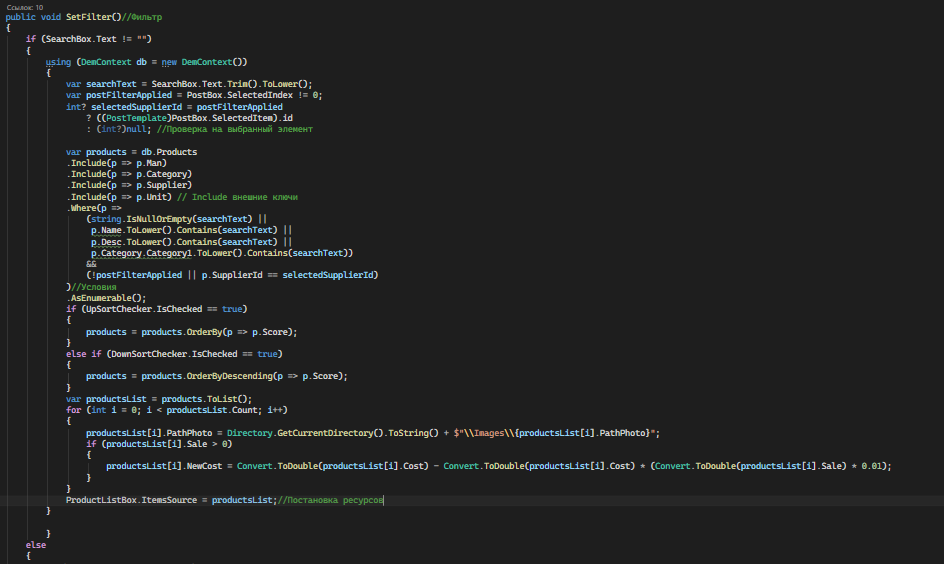 Ссылок: 10
public void SetFilter()//Фильтр
{
if (SearchBox.Text != "")
{
using (DemContext db = new DemContext())
{
var searchText = SearchBox.Text.Trim().ToLower();
var postFilterApplied = PostBox.SelectedIndex != 0;
int? selectedSupplierId = postFilterApplied
? ((PostTemplate)PostBox.SelectedItem).id
: (int?)null; //Проверка на выбранный элемент
var products = db.Products
.Include(p => p.Man)
.Include(p => p.Category)
.Include(p => p.Supplier)
.Include(p => p.Unit) // Include внешние ключи
.Where(p =>
(string.IsNullOrEmpty(searchText) ||
p.Name.ToLower().Contains(searchText) ||
p.Desc.ToLower().Contains(searchText) ||
p.Category.Category1.ToLower().Contains(searchText))
&&
(!postFilterApplied || p.SupplierId == selectedSupplierId)
)//Условия
.AsEnumerable();
if (UpSortChecker.IsChecked == true)
{
products = products.OrderBy(p => p.Score);
}
else if (DownSortChecker.IsChecked == true)
{
products = products.OrderByDescending(p => p.Score);
}
var productsList = products.ToList();
for (int i = 0; i < productsList.Count; i++)
{
productsList[i].PathPhoto = Directory.GetCurrentDirectory().ToString() + $"\\Images\\{productsList[i].PathPhoto}";
if (productsList[i].Sale > 0)
{
productsList[i].NewCost = Convert.ToDouble(productsList[i].Cost) - Convert.ToDouble(productsList[i].Cost) * (Convert.ToDouble(productsList[i].Sale) * 0.01);
}
}
ProductListBox.ItemsSource = productsList;//Постановка ресурсов
}
}
else
{